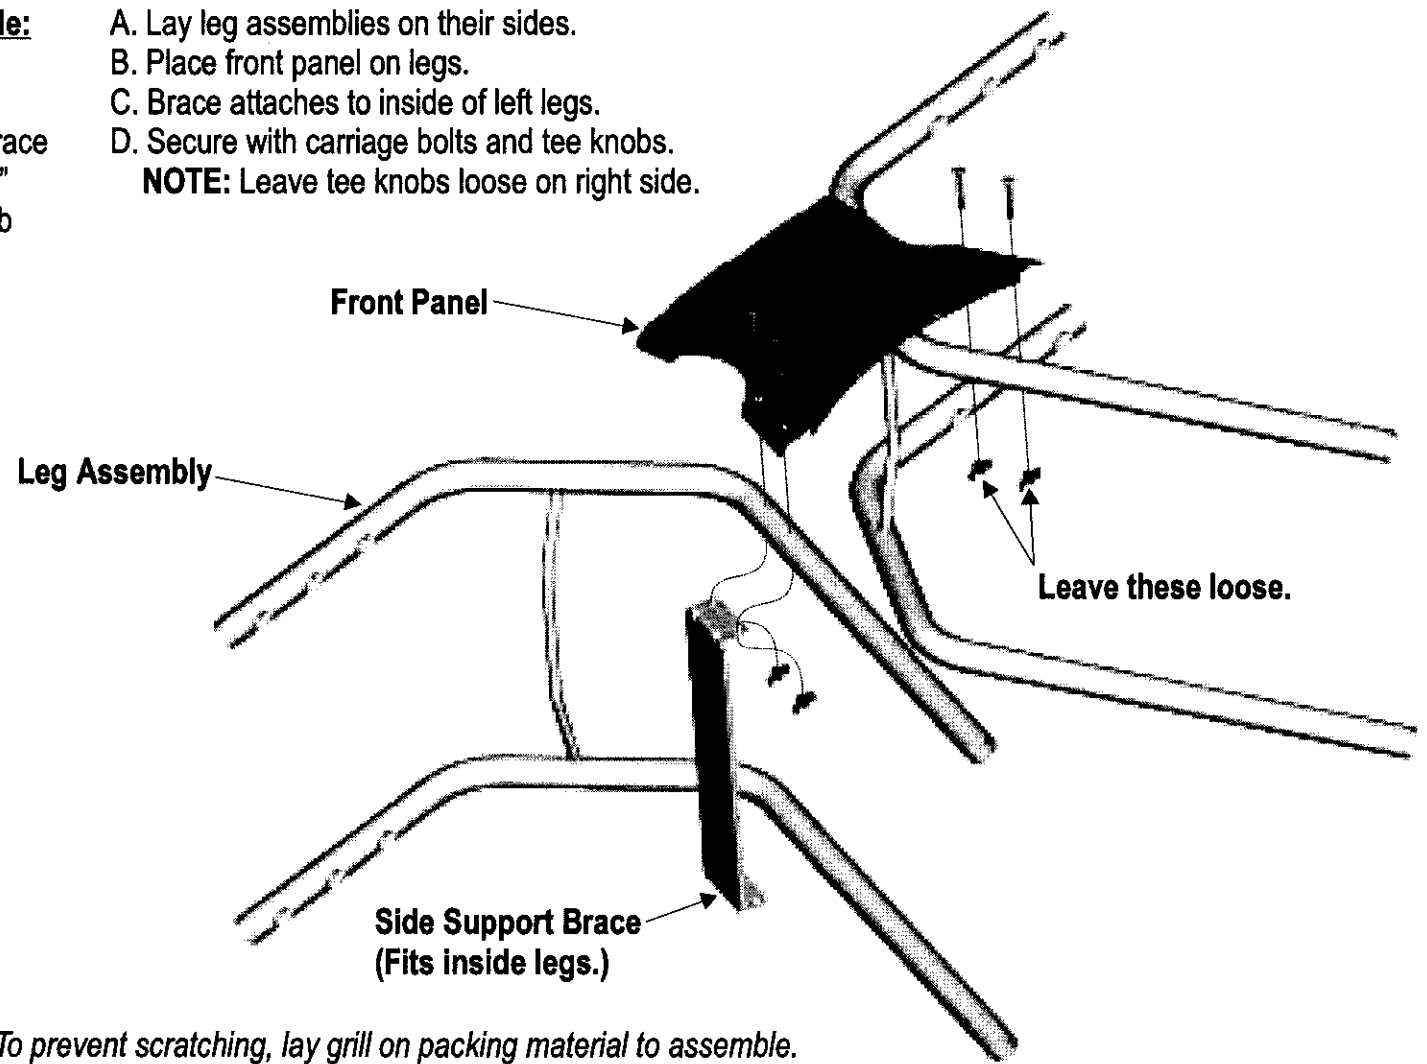 le:
A. Lay leg assemblies on their sides.
B. Place front panel on legs.
C. Brace attaches to inside of left legs.
race
D. Secure with carriage bolts and tee knobs.
”
NOTE: Leave tee knobs loose on right side.
b
Front Panel
Leg Assembly
Leave these loose.
Side Support Brace
(Fits inside legs.)
To prevent scratching, lay grill on packing material to assemble.